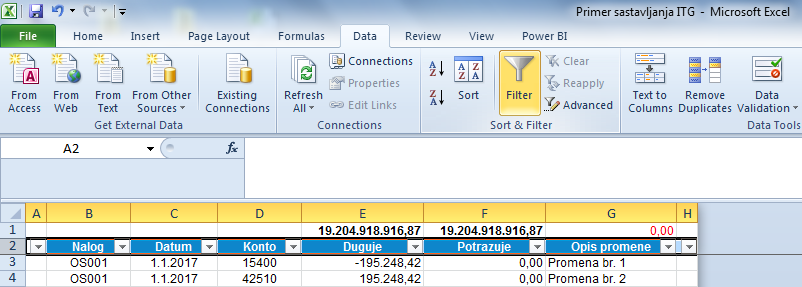 Primer sastavljanja ITG - Microsoft Excel
File Home Insert Page Layout Formulas Data Review View Power BI
From Access
From Web
From Text
From Other Sources
Existing Connections
Get External Data
Refresh All
Connections
Properties
Edit Links
Connections
A Z
Z A
A Z Z A
Sort
Filter
Clear
Reapply
Advanced
Sort & Filter
Text to Columns
Remove Duplicates
Data Validation
Data Tools
A2 fx
A B C D E F G H
1 19.204.918.916,87 19.204.918.916,87 0,00
2 Nalog Datum Konto Duguje Potrazuje Opis promene
3 OS001 1.1.2017 15400 -195.248,42 0,00 Promena br. 1
4 OS001 1.1.2017 42510 195.248,42 0,00 Promena br. 2